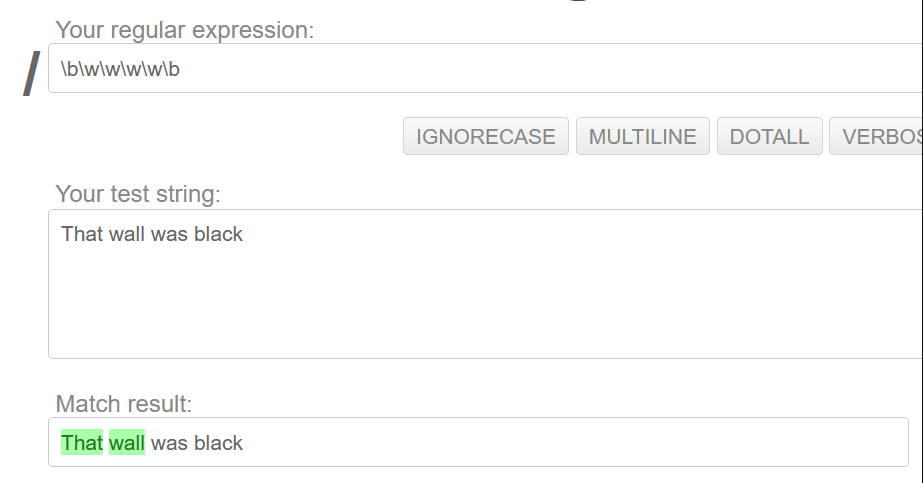 Your regular expression:
/ \b\w\w\w\w\b
IGNORECASE MULTILINE DOTALL VERBOS
Your test string:
That wall was black
Match result:
That wall was black